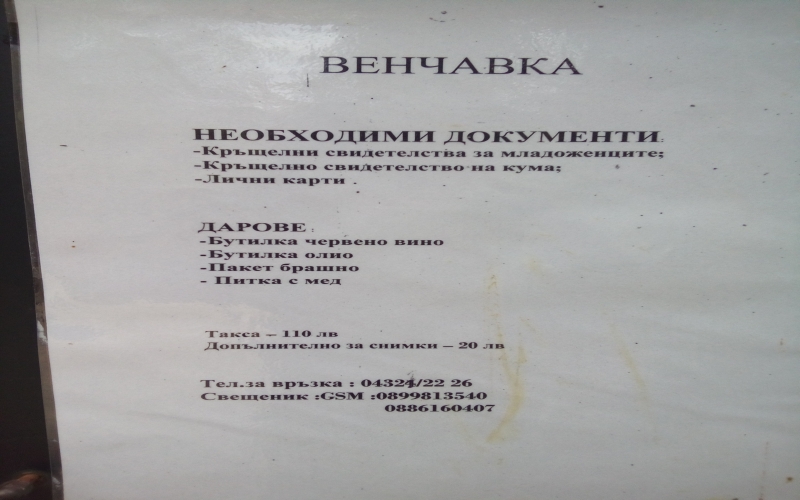 ВЕНЧАВКА
НЕОБХОДИМИ ДОКУМЕНТИ:
-Кръщелни свидетелства за младоженците;
-Кръщелно свидетелство на кума;
-Лични карти
ДАРОВЕ:
-Бутилка червено вино
-Бутилка олио
-Пакет брашно
- Питка с мед
Такса – 110 лв
Допълнително за снимки – 20 лв
Тел.за връзка : 04324/22 26
Свещеник :GSM :0899813540
0886160407